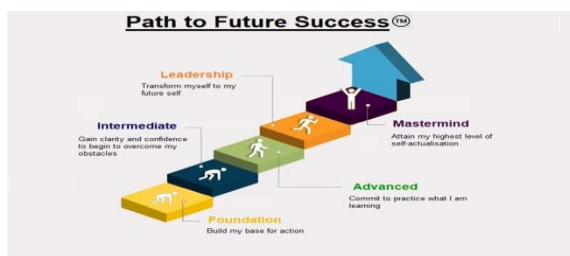 Path to Future Success™
Leadership
Transform myself to my
future self
Intermediate
Gain clarity and confidence
to begin to overcome my
obstacles
Mastermind
Attain my highest level of
self-actualisation
Advanced
Commit to practice what I am
learning
Foundation
Build my base for action